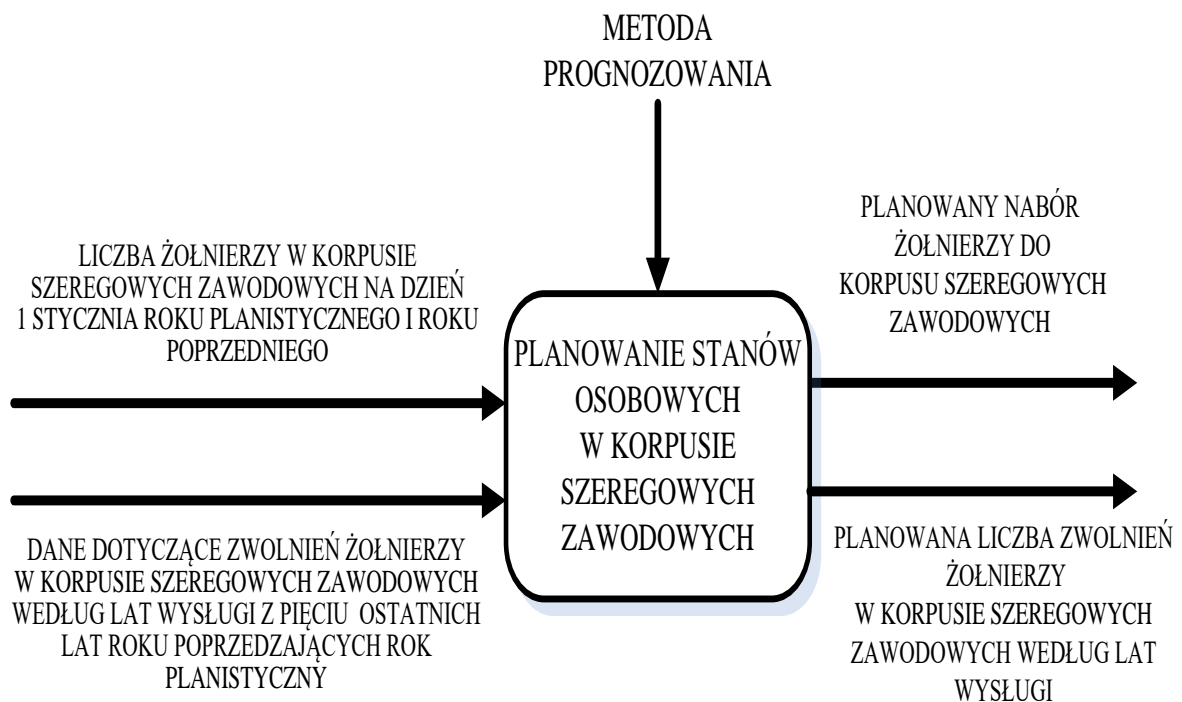 METODA
PROGNOZOWANIA
LICZBA ŻOŁNIERZY W KORPUSIE
SZEREGOWYCH ZAWODOWYCH NA DZIEŃ
1 STYCZNIA ROKU PLANISTYCZNEGO I ROKU
POPRZEDNIEGO
DANE DOTYCZĄCE ZWOLNIEŃ ŻOŁNIERZY
W KORPUSIE SZEREGOWYCH ZAWODOWYCH
WEDŁUG LAT WYSŁUGI Z PIĘCIU OSTATNICH
LAT ROKU POPRZEDZAJĄCYCH ROK
PLANISTYCZNY
PLANOWANIE STANÓW
OSOBOWYCH
W KORPUSIE
SZEREGOWYCH
ZAWODOWYCH
PLANOWANY NABÓR
ŻOŁNIERZY DO
KORPUSU SZEREGOWYCH
ZAWODOWYCH
PLANOWANA LICZBA ZWOLNIEŃ
ŻOŁNIERZY
W KORPUSIE SZEREGOWYCH
ZAWODOWYCH WEDŁUG LAT
WYSŁUGI